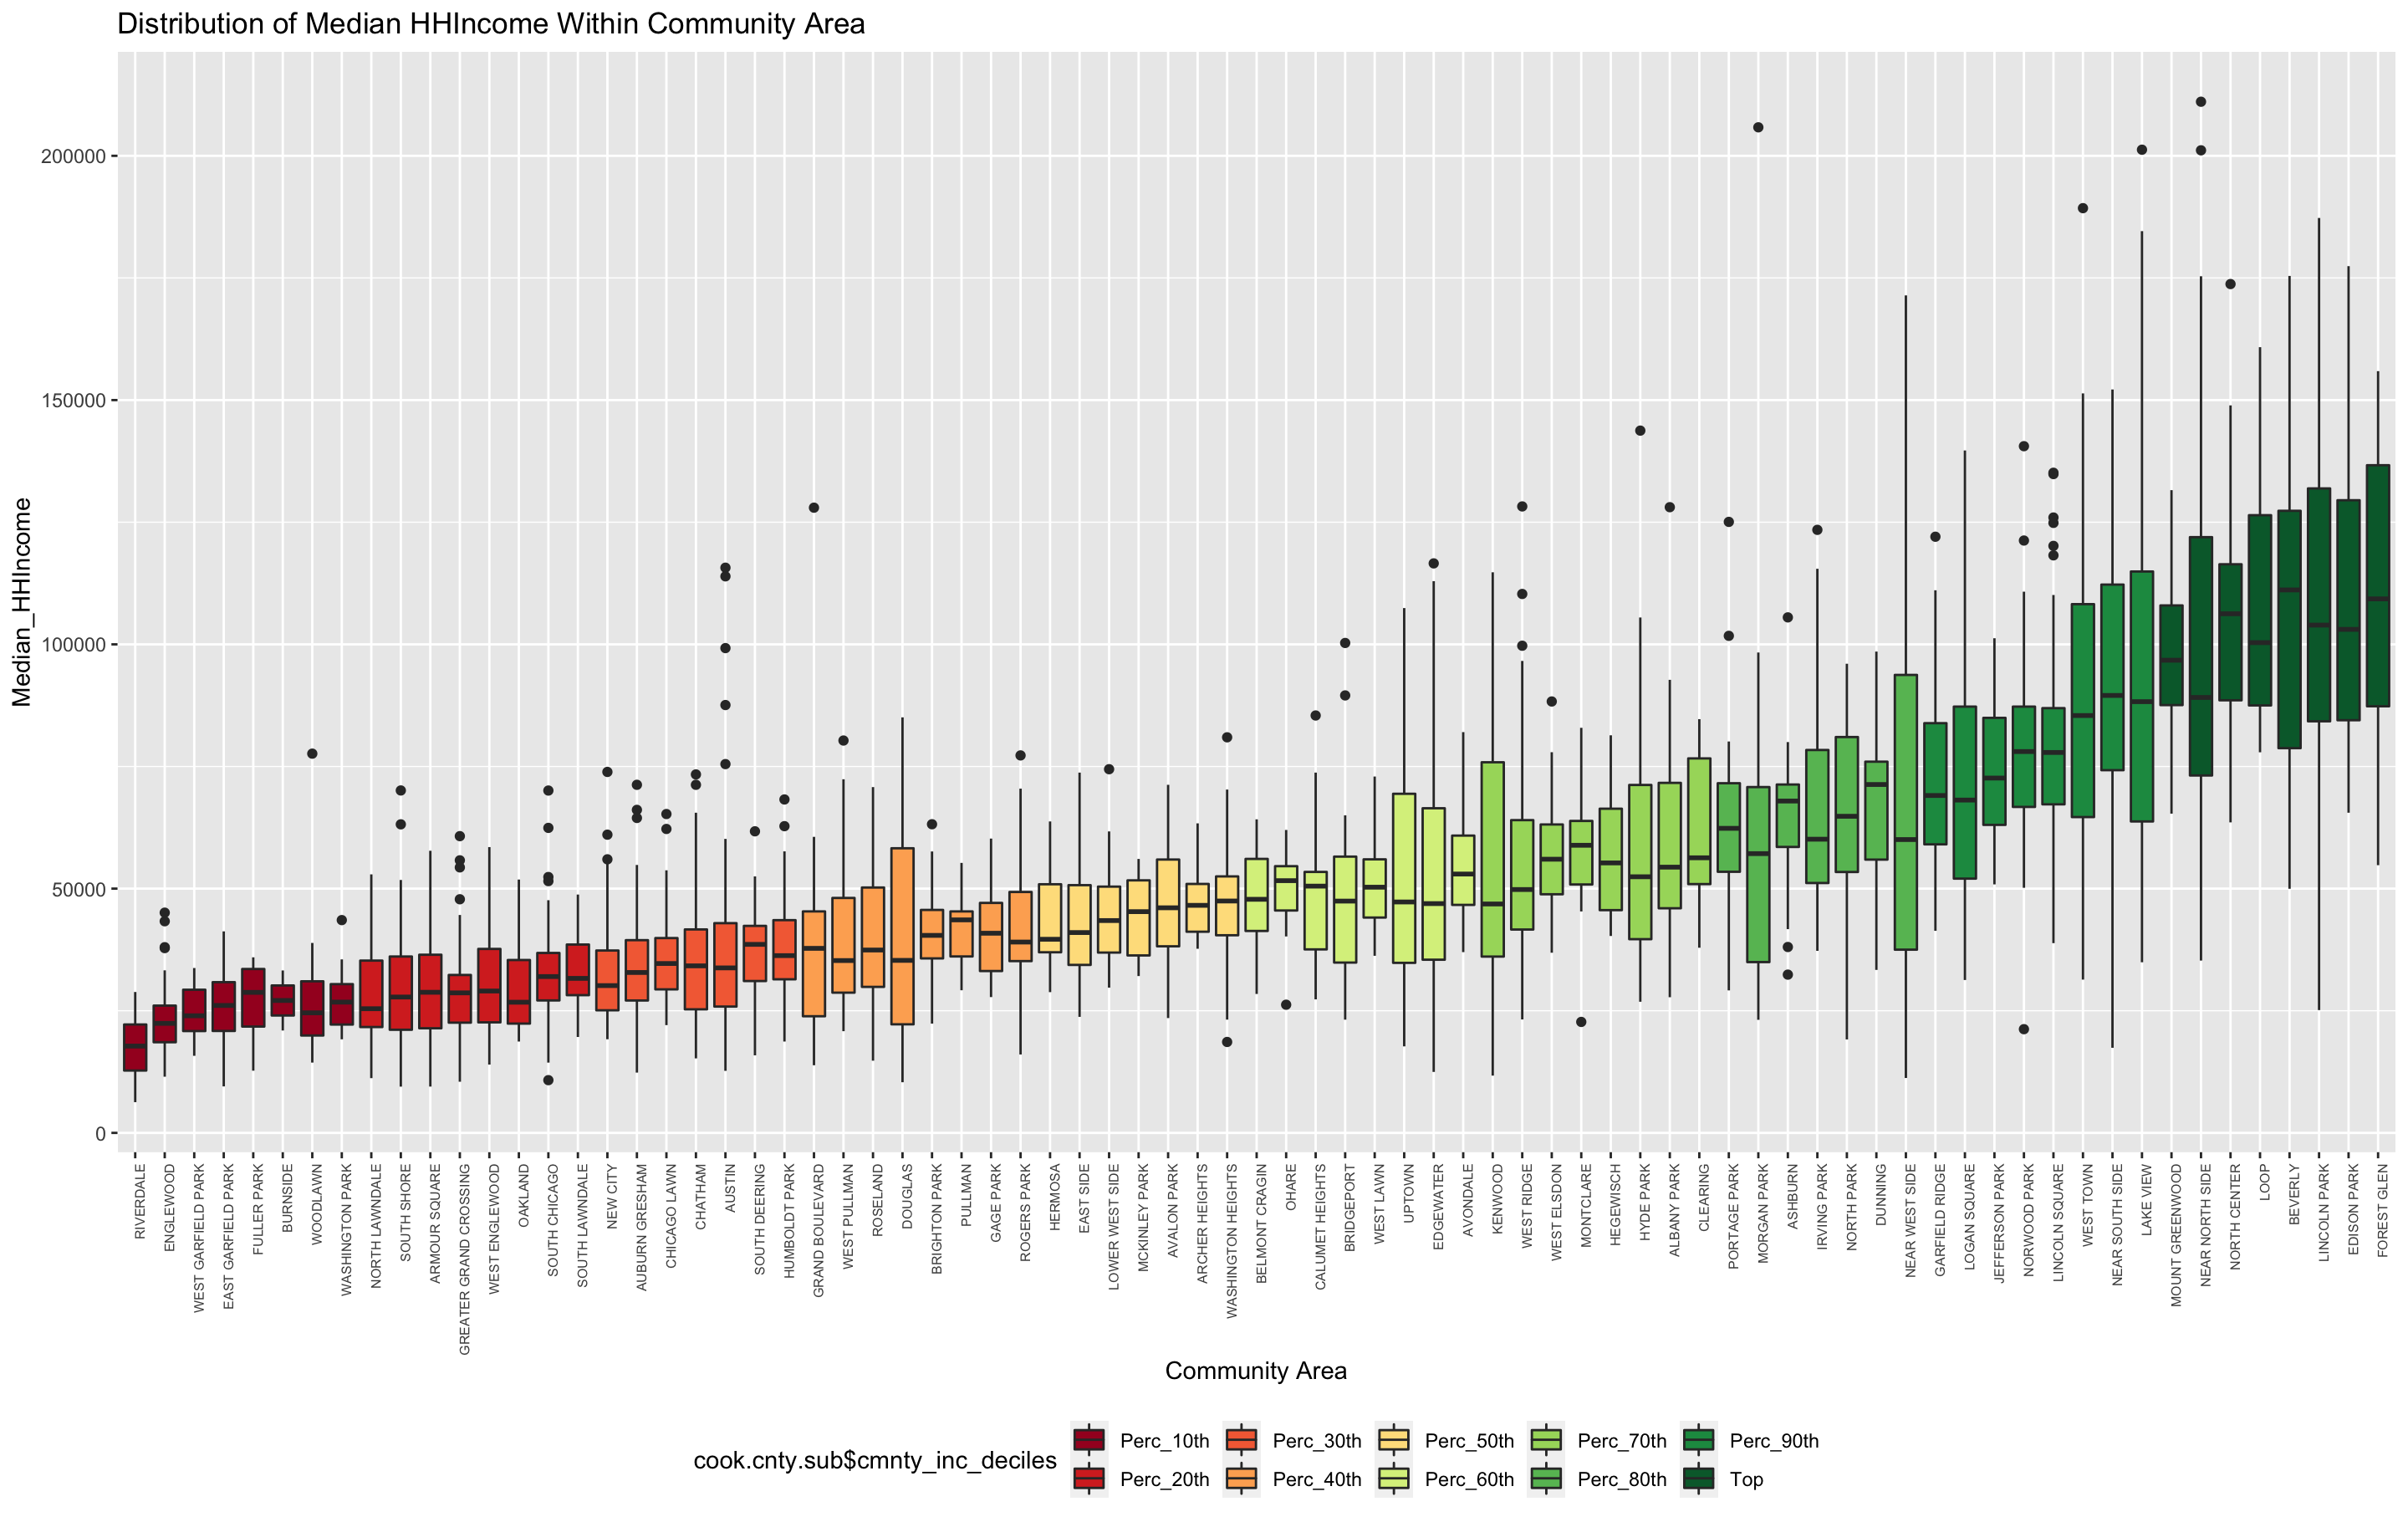 Distribution of Median HHIncome Within Community Area
Median_HHIncome
200000
150000
100000
50000
0
RIVERDALE
ENGLEWOOD
WEST GARFIELD PARK
EAST GARFIELD PARK
FULLER PARK
BURNSIDE
WOODLAWN
WASHINGTON PARK
NORTH LAWNDALE
SOUTH SHORE
ARMOUR SQUARE
GREATER GRAND CROSSING
WEST ENGLEWOOD
OAKLAND
SOUTH CHICAGO
SOUTH LAWNDALE
NEW CITY
AUBURN GRESHAM
CHICAGO LAWN
CHATHAM
AUSTIN
SOUTH DEERING
HUMBOLDT PARK
GRAND BOULEVARD
WEST PULLMAN
ROSELAND
DOUGLAS
BRIGHTON PARK
PULLMAN
GAGE PARK
ROGERS PARK
HERMOSA
EAST SIDE
LOWER WEST SIDE
MCKINLEY PARK
AVALON PARK
ARCHER HEIGHTS
WASHINGTON HEIGHTS
BELMONT CRAGIN
OHARE
CALUMET HEIGHTS
BRIDGEPORT
WEST LAWN
UPTOWN
EDGEWATER
AVONDALE
KENWOOD
WEST RIDGE
WEST ELSDON
MONTCLARE
HEGEWISCH
HYDE PARK
ALBANY PARK
CLEARING
PORTAGE PARK
MORGAN PARK
ASHBURN
IRVING PARK
NORTH PARK
DUNNING
NEAR WEST SIDE
GARFIELD RIDGE
LOGAN SQUARE
JEFFERSON PARK
NORWOOD PARK
LINCOLN SQUARE
WEST TOWN
NEAR SOUTH SIDE
LAKE VIEW
MOUNT GREENWOOD
NEAR NORTH SIDE
NORTH CENTER
LOOP
BEVERLY
LINCOLN PARK
EDISON PARK
FOREST GLEN
Community Area
cook.cnty.sub$cmnty_inc_deciles
Perc_10th Perc_30th Perc_50th Perc_70th Perc_90th
Perc_20th Perc_40th Perc_60th Perc_80th Top